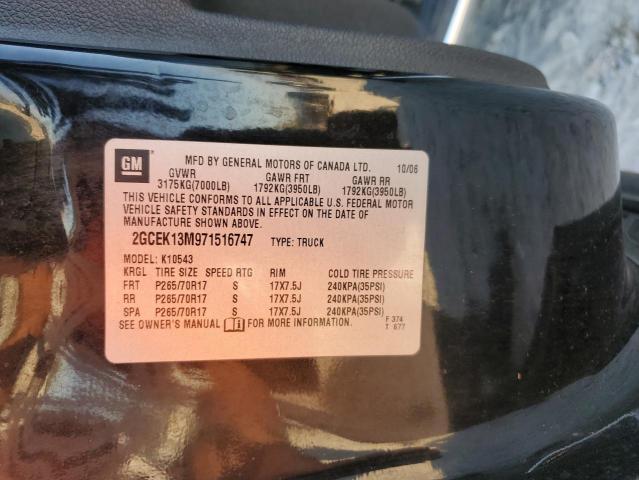 GM
MFD BY GENERAL MOTORS OF CANADA LTD. 10/06
GVWR GAWR FRT GAWR RR
3175KG(7000LB) 1792KG(3950LB) 1792KG(3950LB)
THIS VEHICLE CONFORMS TO ALL APPLICABLE U.S. FEDERAL MOTOR
VEHICLE SAFETY STANDARDS IN EFFECT ON THE DATE OF
MANUFACTURE SHOWN ABOVE.
2GCEK13M971516747 TYPE: TRUCK
MODEL: K10543
KRGL TIRE SIZE SPEED RTG RIM COLD TIRE PRESSURE
FRT P265/70R17 S 17X7.5J 240KPA(35PSI)
RR P265/70R17 S 17X7.5J 240KPA(35PSI)
SPA P265/70R17 S 17X7.5J 240KPA(35PSI)
SEE OWNER'S MANUAL FOR MORE INFORMATION.
F 374
T 677